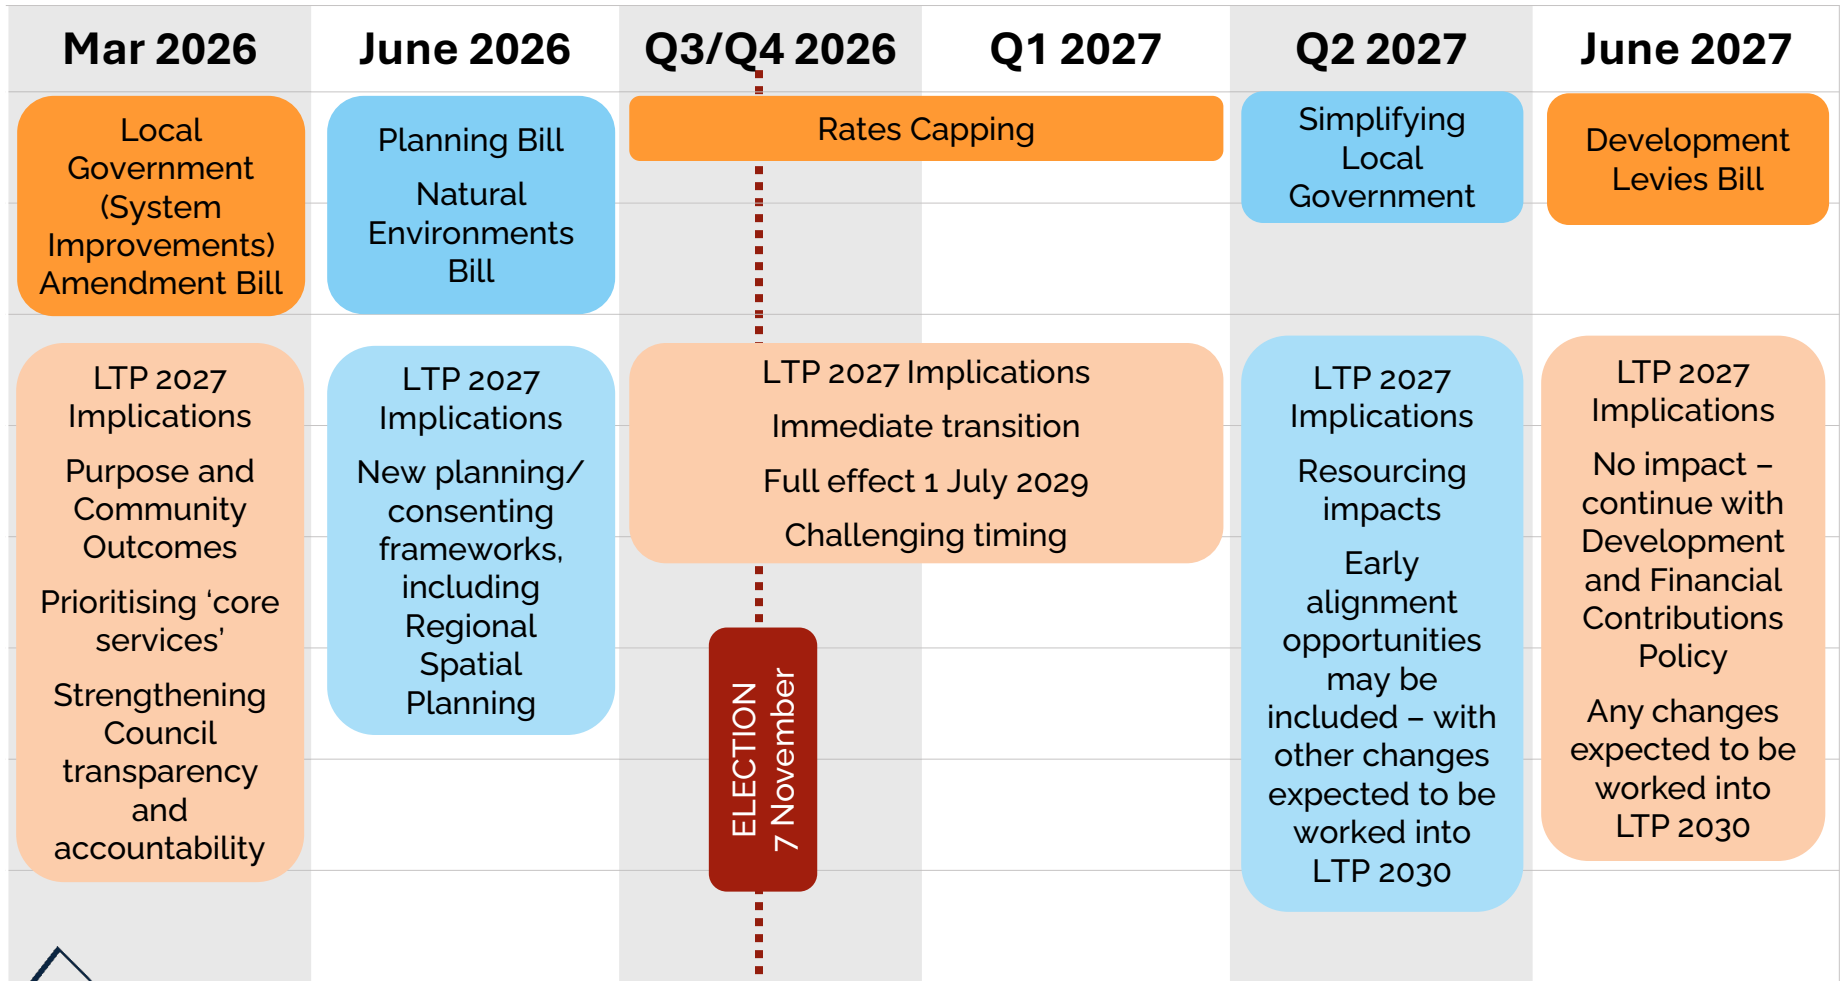 Mar 2026
June 2026
Q3/Q4 2026
Q1 2027
Q2 2027
June 2027
Local
Government
(System
Improvements)
Amendment Bill
Planning Bill
Natural
Environments
Bill
Rates Capping
Simplifying
Local
Government
Development
Levies Bill
LTP 2027
Implications
Purpose and
Community
Outcomes
Prioritising ‘core
services’
Strengthening
Council
transparency
and
accountability
LTP 2027
Implications
New planning/
consenting
frameworks,
including
Regional
Spatial
Planning
LTP 2027 Implications
Immediate transition
Full effect 1 July 2029
Challenging timing
ELECTION
7 November
LTP 2027
Implications
Resourcing
impacts
Early
alignment
opportunities
may be
included – with
other changes
expected to be
worked into
LTP 2030
LTP 2027
Implications
No impact –
continue with
Development
and Financial
Contributions
Policy
Any changes
expected to be
worked into
LTP 2030